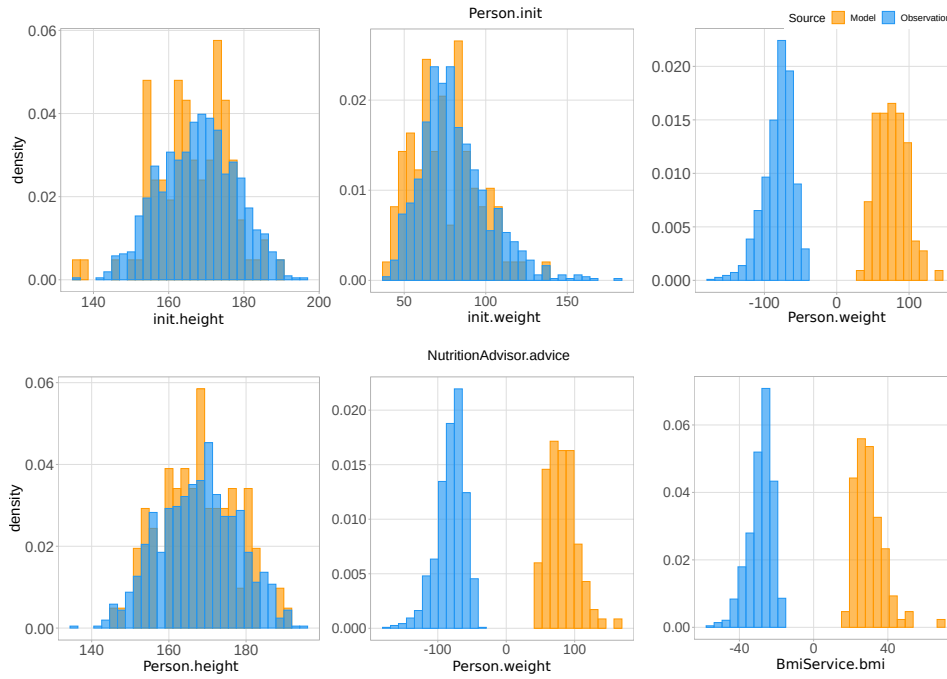 Person.init
Source Model Observation
density
0.06
0.04
0.02
0.00
140 160 180 200
init.height
0.02
0.01
0.00
50 100 150
init.weight
0.020
0.015
0.010
0.005
0.000
-100 0 100
Person.weight
NutritionAdvisor.advice
density
0.06
0.04
0.02
0.00
140 160 180
Person.height
0.020
0.015
0.010
0.005
0.000
-100 0 100
Person.weight
0.06
0.04
0.02
0.00
-40 0 40
BmiService.bmi